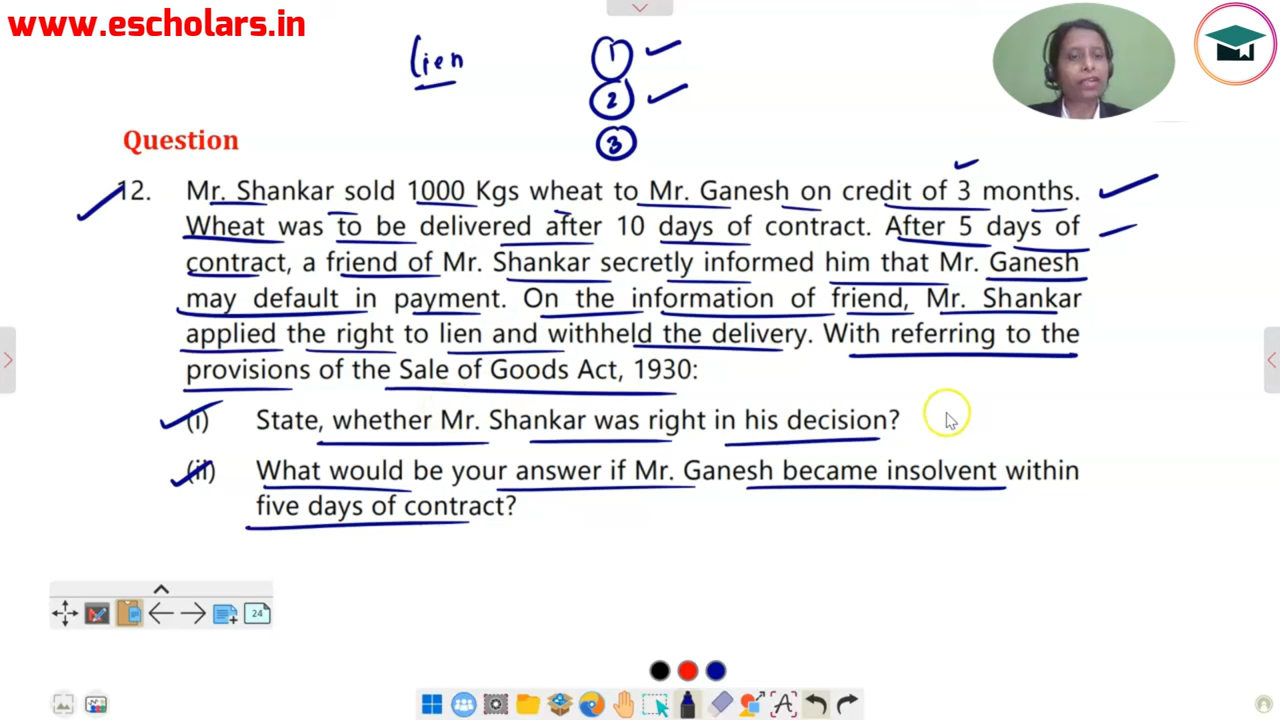 www.escholars.in
Lien
1
2
3
Question
12. Mr. Shankar sold 1000 Kgs wheat to Mr. Ganesh on credit of 3 months.
Wheat was to be delivered after 10 days of contract. After 5 days of
contract, a friend of Mr. Shankar secretly informed him that Mr. Ganesh
may default in payment. On the information of friend, Mr. Shankar
applied the right to lien and withheld the delivery. With referring to the
provisions of the Sale of Goods Act, 1930:
(i) State, whether Mr. Shankar was right in his decision?
(ii) What would be your answer if Mr. Ganesh became insolvent within
five days of contract?
24